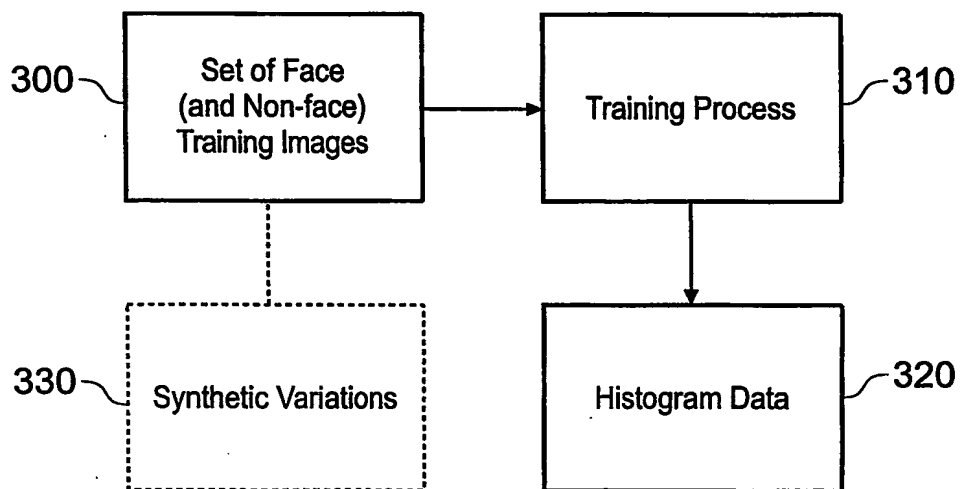 300
Set of Face
(and Non-face)
Training Images
Training Process
310
330
Synthetic Variations
Histogram Data
320